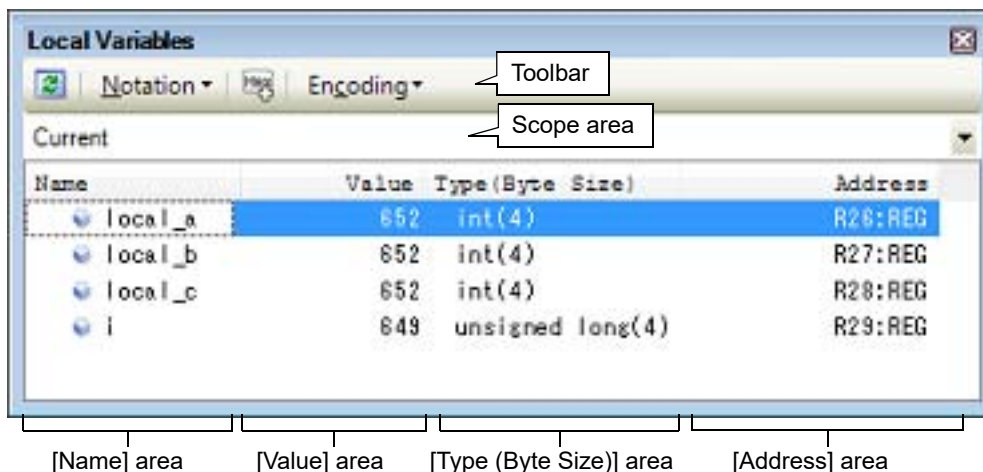 Local Variables
Notation Hex Encoding Toolbar
Current Scope area
Name Value Type(Byte Size) Address
local_a 652 int(4) R26:REG
local_b 652 int(4) R27:REG
local_c 652 int(4) R28:REG
i 649 unsigned long(4) R29:REG
[Name] area [Value] area [Type (Byte Size)] area [Address] area